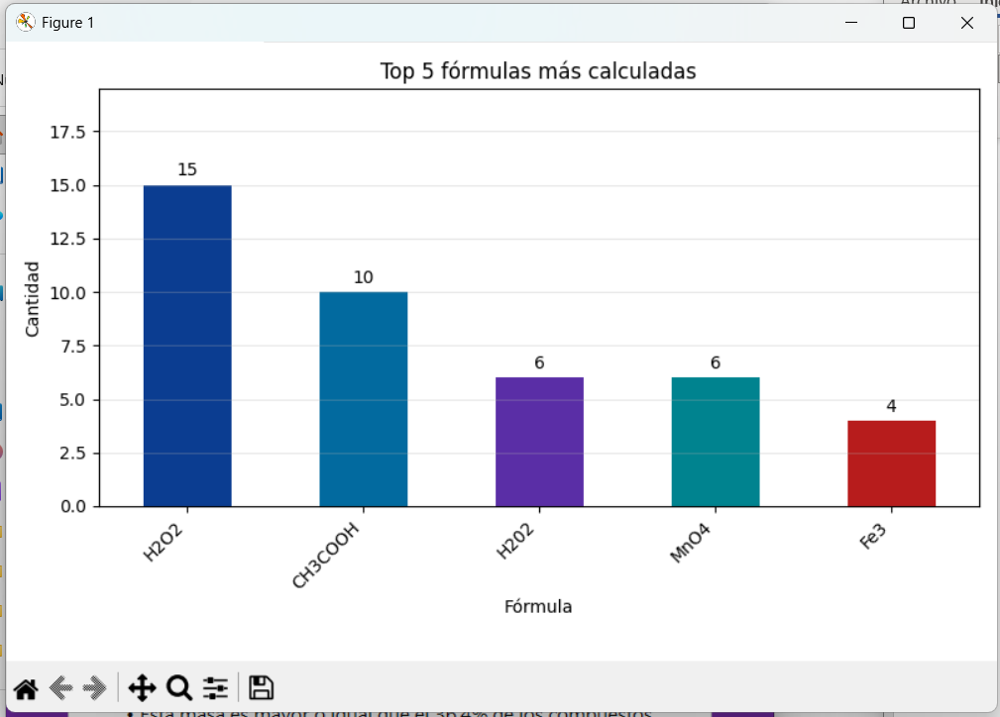 Figure 1
Top 5 fórmulas más calculadas
17.5
15.0
12.5
10.0
7.5
5.0
2.5
0.0
Cantidad
15
10
6
6
4
H2O2
CH3COOH
H202
MnO4
Fe3
Fórmula
• Esta masa es mayor o igual que el 36.4% de los compuestos